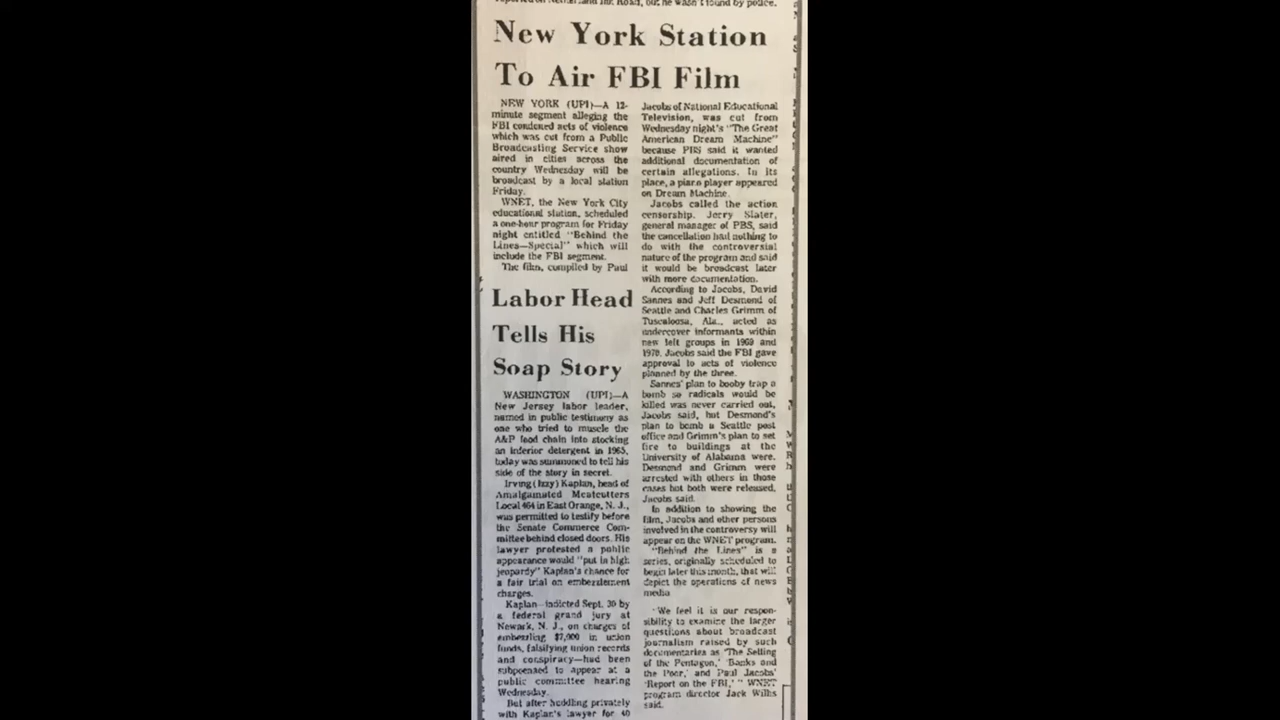 reported on Netherland Inn Road, but he wasn't found by police.
New York Station
To Air FBI Film
NEW YORK (UPI)—A 12-
minute segment alleging the
FBI condoned acts of violence
which was cut from a Public
Broadcasting Service show
aired in cities across the
country Wednesday will be
broadcast by a local station
Friday.
WNET, the New York City
educational station, scheduled
a one-hour program for Friday
night entitled "Behind the
Lines—Special" which will
include the FBI segment.
The film, compiled by Paul
Jacobs of National Educational
Television, was cut from
Wednesday night's "The Great
American Dream Machine"
because PBS said it wanted
additional documentation of
certain allegations. In its
place, a piano player appeared
on Dream Machine.
Jacobs called the action
censorship. Jerry Slater,
general manager of PBS, said
the cancellation had nothing to
do with the controversial
nature of the program and said
it would be broadcast later
with more documentation.
According to Jacobs, David
Sannes and Jeff Desmond of
Seattle and Charles Grimm of
Tuscaloosa, Ala., acted as
undercover informants within
new left groups in 1969 and
1970. Jacobs said the FBI gave
approval to acts of violence
planned by the three.
Sannes' plan to booby trap a
bomb so radicals would be
killed was never carried out,
Jacobs said, but Desmond's
plan to bomb a Seattle post
office and Grimm's plan to set
fire to buildings at the
University of Alabama were.
Desmond and Grimm were
arrested with others in those
cases but both were released,
Jacobs said.
In addition to showing the
film, Jacobs and other persons
involved in the controversy will
appear on the WNET program.
"Behind the Lines" is a
series, originally scheduled to
begin later this month, that will
depict the operations of news
media
"We feel it is our respon-
sibility to examine the larger
questions about broadcast
journalism raised by such
documentaries as 'The Selling
of the Pentagon,' 'Banks and
the Poor,' and Paul Jacobs'
'Report on the FBI,' " WNET
program director Jack Willis
said.
Labor Head
Tells His
Soap Story
WASHINGTON (UPI)—A
New Jersey labor leader,
named in public testimony as
one who tried to muscle the
A&P food chain into stocking
an inferior detergent in 1965,
today was summoned to tell his
side of the story in secret.
Irving (Izzy) Kaplan, head of
Amalgamated Meatcutters
Local 464 in East Orange, N. J.,
was permitted to testify before
the Senate Commerce Com-
mittee behind closed doors. His
lawyer protested a public
appearance would "put in high
jeopardy" Kaplan's chance for
a fair trial on embezzlement
charges.
Kaplan—indicted Sept. 30 by
a federal grand jury at
Newark, N. J., on charges of
embezzling $7,900 in union
funds, falsifying union records
and conspiracy—had been
subpoenaed to appear at a
public committee hearing
Wednesday.
But after huddling privately
with Kaplan's lawyer for 40